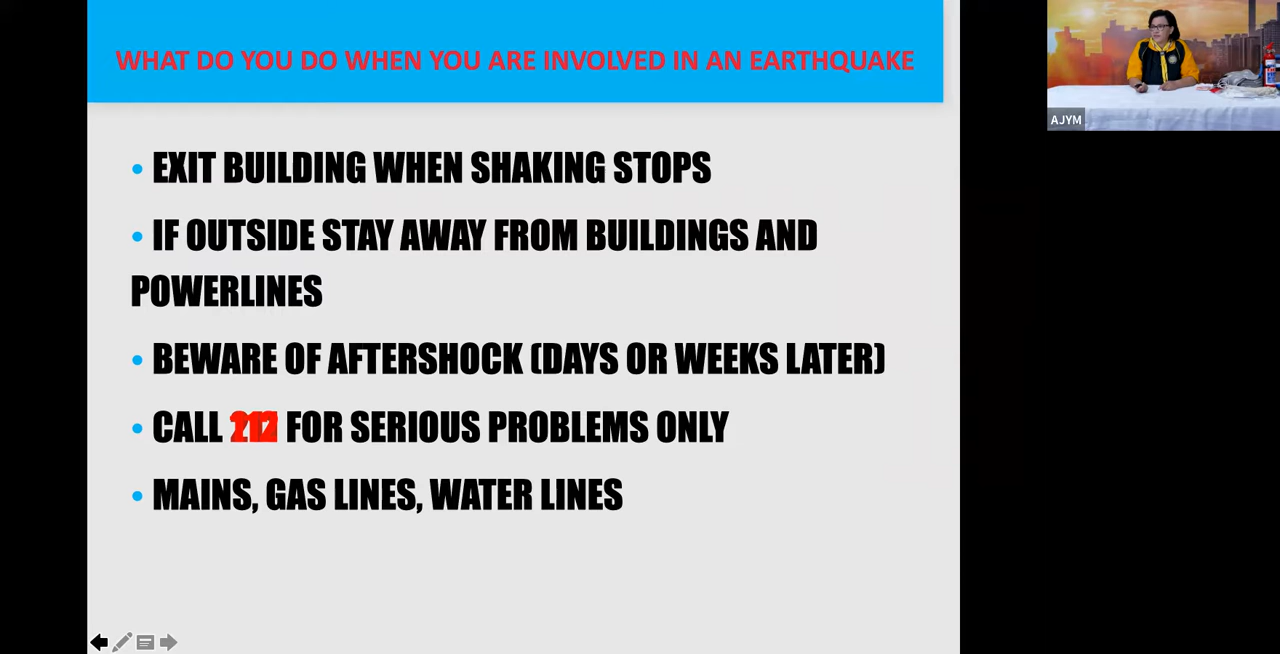 WHAT DO YOU DO WHEN YOU ARE INVOLVED IN AN EARTHQUAKE
AJYM
• EXIT BUILDING WHEN SHAKING STOPS
• IF OUTSIDE STAY AWAY FROM BUILDINGS AND
POWERLINES
• BEWARE OF AFTERSHOCK (DAYS OR WEEKS LATER)
• CALL FOR SERIOUS PROBLEMS ONLY
• MAINS, GAS LINES, WATER LINES